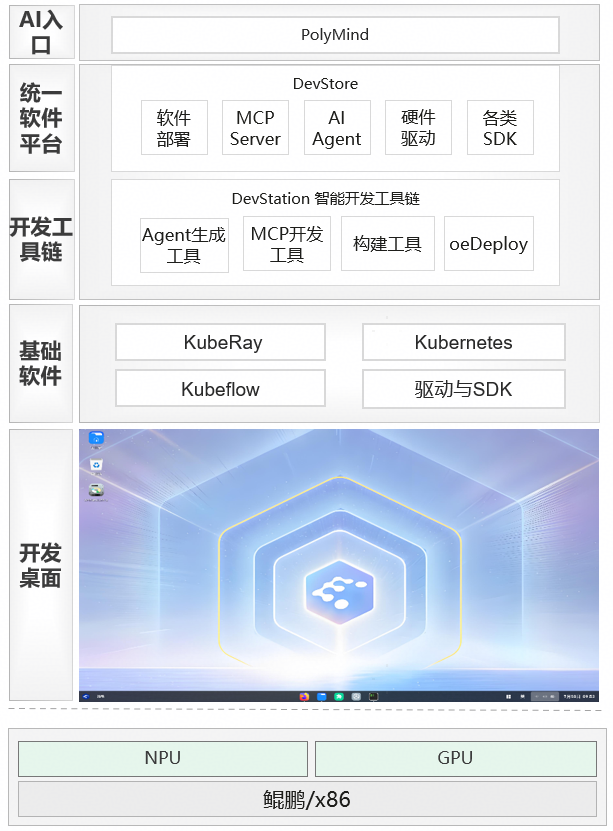 AI入
口
PolyMind
统一
软件
平台
DevStore
软件
部署
MCP
Server
AI
Agent
硬件
驱动
各类
SDK
开发工
具链
DevStation 智能开发工具链
Agent生成
工具
MCP开发
工具
构建工具
oeDeploy
基础
软件
KubeRay
Kubernetes
Kubeflow
驱动与SDK
开发
桌面
NPU
GPU
鲲鹏/x86